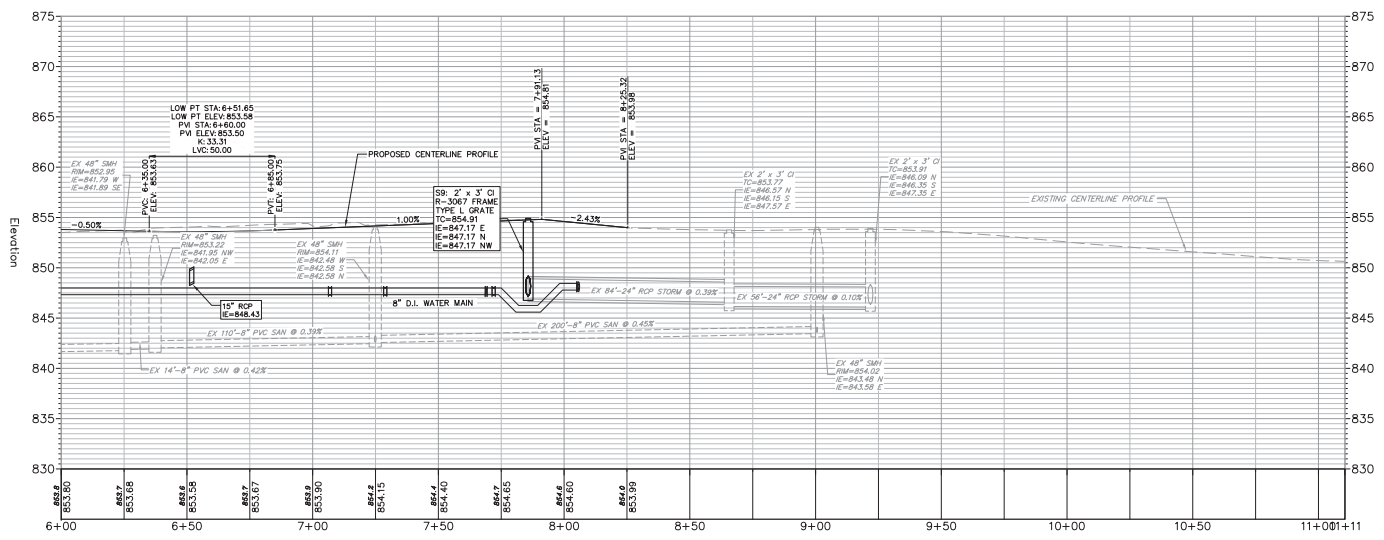 875
870
865
860
855
850
845
840
835
830
Elevation
875
870
865
860
855
850
845
840
835
830
LOW PT STA: 6+51.65
LOW PT ELEV: 853.58
PVI STA: 6+60.00
PVI ELEV: 853.50
K: 33.31
LVC: 50.00
PVC: 6+35.00
ELEV: 853.63
PVT: 6+85.00
ELEV: 853.75
EX 48" SMH
RIM=852.95
IE=841.79 W
IE=841.89 SE
-0.50%
EX 48" SMH
RIM=853.22
IE=841.95 NW
IE=842.05 E
15" RCP
IE=848.43
PROPOSED CENTERLINE PROFILE
1.00%
EX 48" SMH
RIM=854.11
IE=842.48 W
IE=842.58 S
IE=842.58 N
S9: 2' x 3' CI
R-3067 FRAME
TYPE L GRATE
TC=854.91
IE=847.17 E
IE=847.17 N
IE=847.17 NW
PVI STA = 7+91.13
ELEV = 854.81
-2.43%
PVI STA = 8+25.32
ELEV = 853.98
8" D.I. WATER MAIN
EX 84'-24" RCP STORM @ 0.39%
EX 56'-24" RCP STORM @ 0.10%
EX 110'-8" PVC SAN @ 0.39%
EX 200'-8" PVC SAN @ 0.45%
EX 14'-8" PVC SAN @ 0.42%
EX 2' x 3' CI
TC=853.77
IE=846.57 N
IE=846.15 S
IE=847.57 E
EX 2' x 3' CI
TC=853.91
IE=846.09 N
IE=846.35 S
IE=847.35 E
EX 48" SMH
RIM=854.02
IE=843.48 N
IE=843.58 E
EXISTING CENTERLINE PROFILE
853.8
853.80
853.7
853.68
853.6
853.58
853.7
853.67
853.9
853.90
854.2
854.15
854.4
854.40
854.7
854.65
854.6
854.60
854.0
853.99
6+00
6+50
7+00
7+50
8+00
8+50
9+00
9+50
10+00
10+50
11+00
11+11